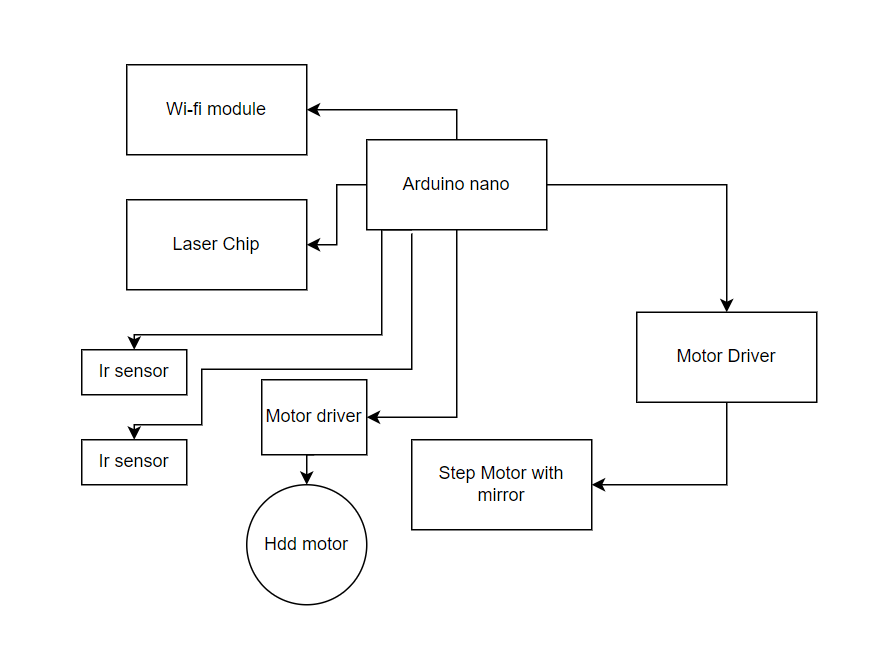 Wi-fi module
Arduino nano
Laser Chip
Motor Driver
Ir sensor
Motor driver
Ir sensor
Step Motor with
mirror
Hdd motor